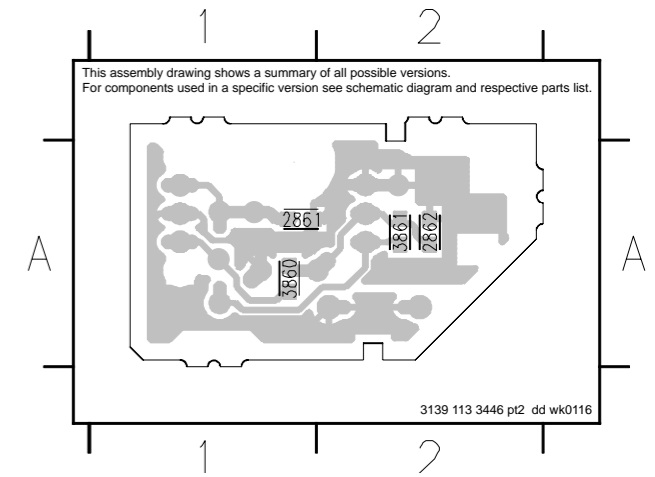 1 2
This assembly drawing shows a summary of all possible versions.
For components used in a specific version see schematic diagram and respective parts list.
2861
3861
2862
A A
3860
3139 113 3446 pt2 dd wk0116
1 2